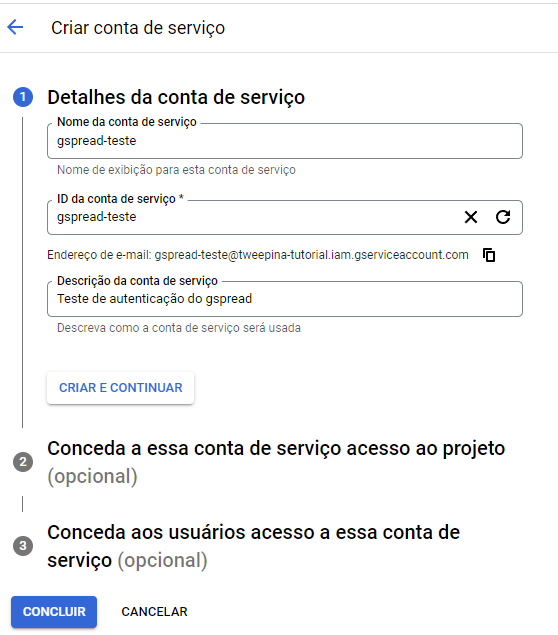 Criar conta de serviço
1
Detalhes da conta de serviço
Nome da conta de serviço
gspread-teste
Nome de exibição para esta conta de serviço
ID da conta de serviço *
gspread-teste
Endereço de e-mail: gspread-teste@tweepina-tutorial.iam.gserviceaccount.com
Descrição da conta de serviço
Teste de autenticação do gspread
Descreva como a conta de serviço será usada
CRIAR E CONTINUAR
2
Conceda a essa conta de serviço acesso ao projeto
(opcional)
3
Conceda aos usuários acesso a essa conta de
serviço (opcional)
CONCLUIR CANCELAR